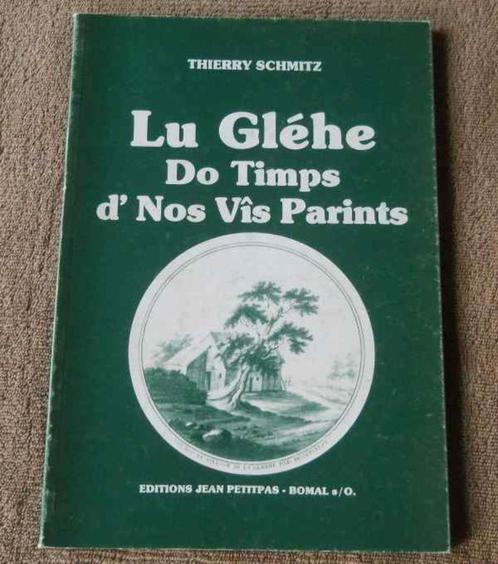 THIERRY SCHMITZ
Lu Gléhe
Do Timps
d' Nos Vîs Parints
EDITIONS JEAN PETITPAS - BOMAL s/O.